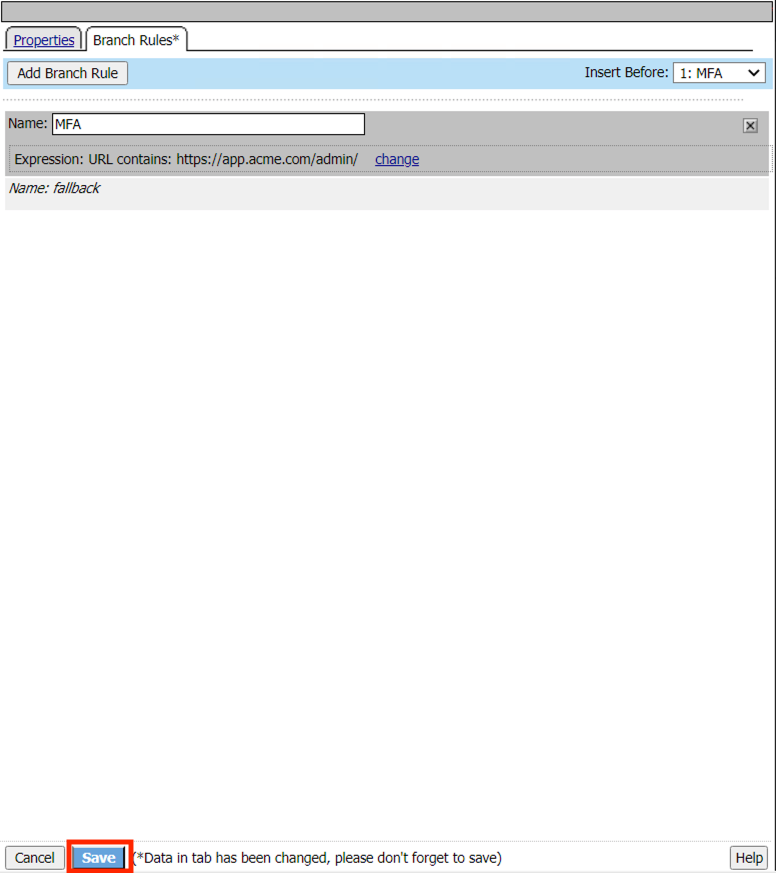 Properties Branch Rules*
Add Branch Rule Insert Before: 1: MFA
Name: MFA
Expression: URL contains: https://app.acme.com/admin/ change
Name: fallback
Cancel Save (*Data in tab has been changed, please don't forget to save) Help